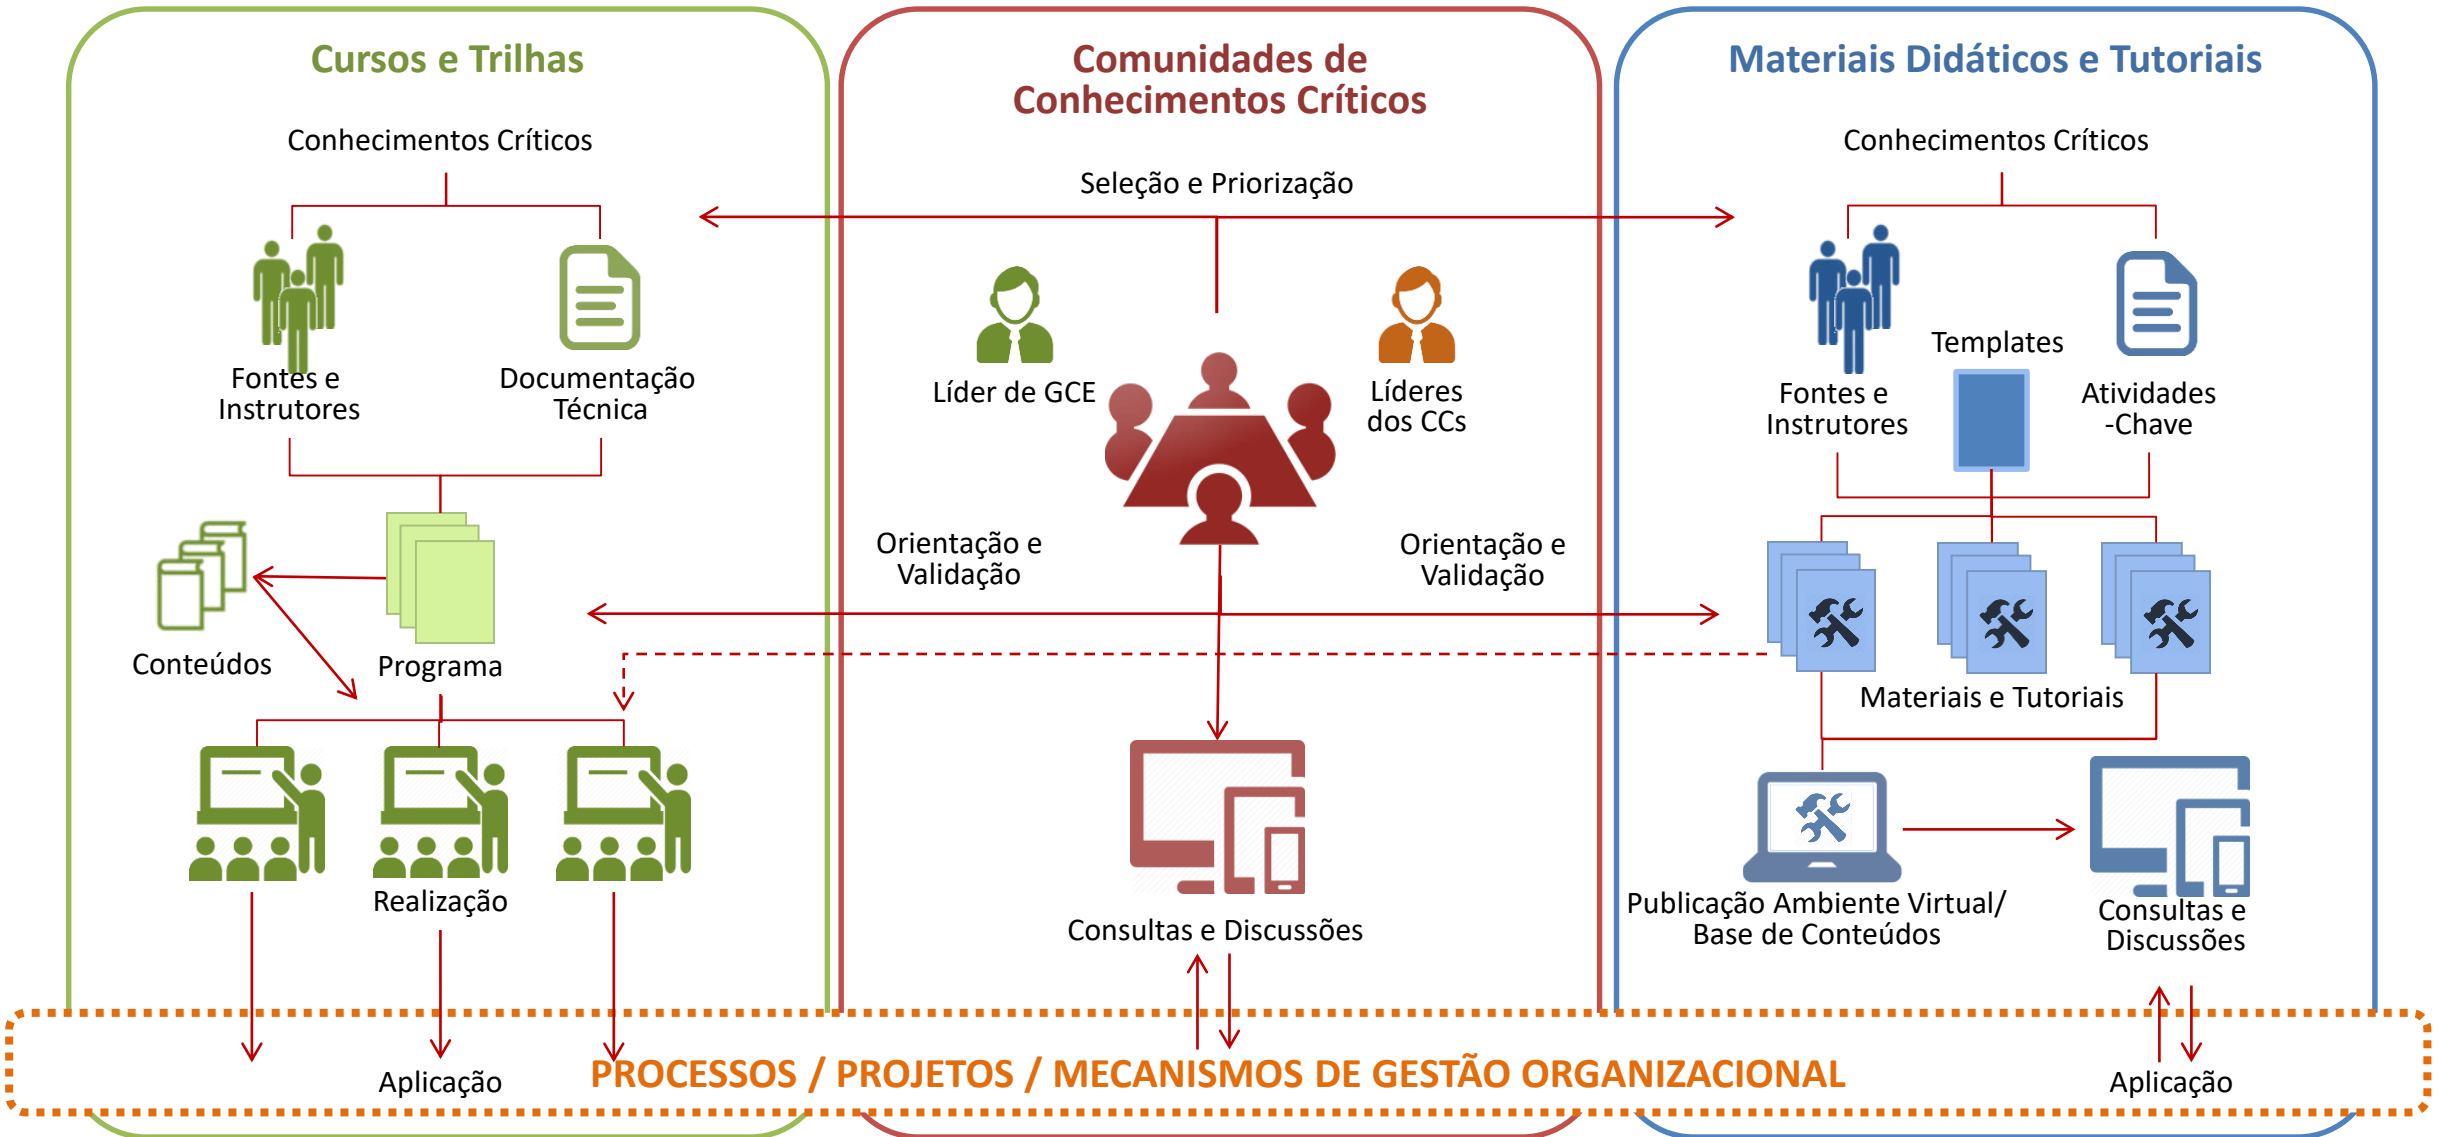 Cursos e Trilhas
Conhecimentos Críticos
Fontes e
Instrutores
Documentação
Técnica
Conteúdos
Programa
Realização
Aplicação
Comunidades de
Conhecimentos Críticos
Seleção e Priorização
Líder de GCE
Líderes
dos CCs
Orientação e
Validação
Orientação e
Validação
Consultas e Discussões
Materiais Didáticos e Tutoriais
Conhecimentos Críticos
Fontes e
Instrutores
Templates
Atividades
-Chave
Materiais e Tutoriais
Publicação Ambiente Virtual/
Base de Conteúdos
Consultas e
Discussões
Aplicação
PROCESSOS / PROJETOS / MECANISMOS DE GESTÃO ORGANIZACIONAL